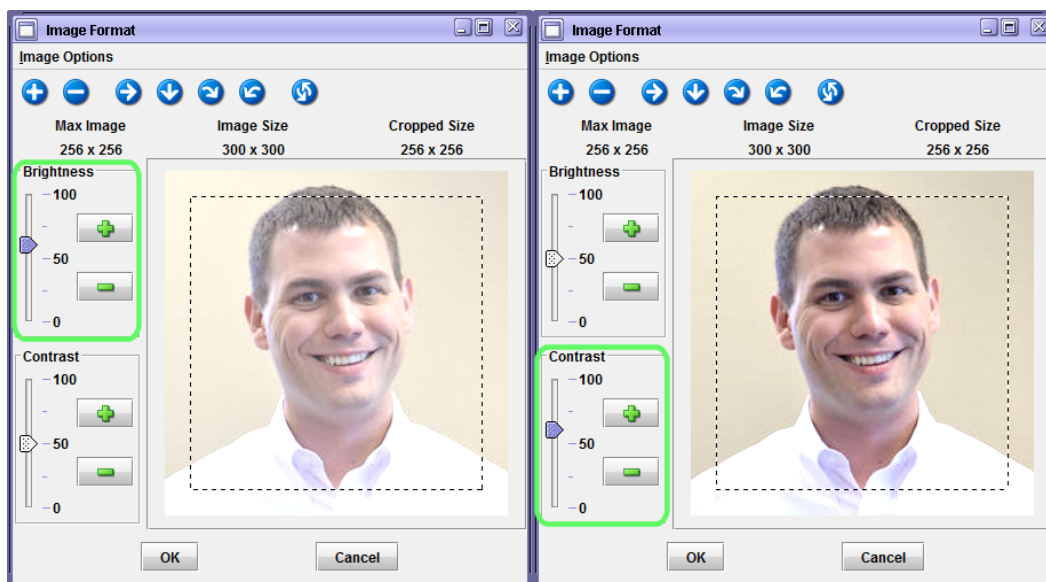 Image Format
Image Options
Max Image Image Size Cropped Size
256 x 256 300 x 300 256 x 256
Brightness
100
50
0
Contrast
100
50
0
OK Cancel
Image Format
Image Options
Max Image Image Size Cropped Size
256 x 256 300 x 300 256 x 256
Brightness
100
50
0
Contrast
100
50
0
OK Cancel